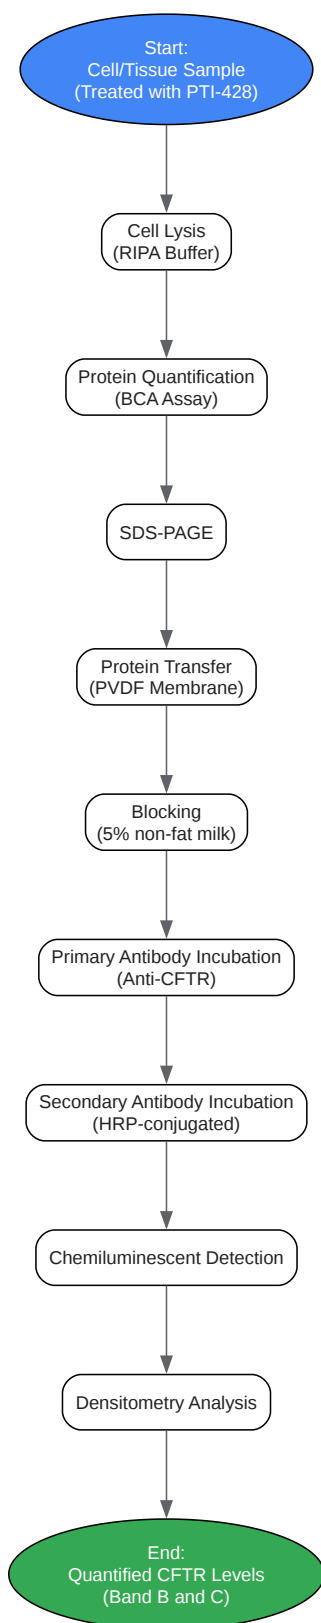 Start:
Cell/Tissue Sample
(Treated with PTI-428)
Cell Lysis
(RIPA Buffer)
Protein Quantification
(BCA Assay)
SDS-PAGE
Protein Transfer
(PVDF Membrane)
Blocking
(5% non-fat milk)
Primary Antibody Incubation
(Anti-CFTR)
Secondary Antibody Incubation
(HRP-conjugated)
Chemiluminescent Detection
Densitometry Analysis
End:
Quantified CFTR Levels
(Band B and C)